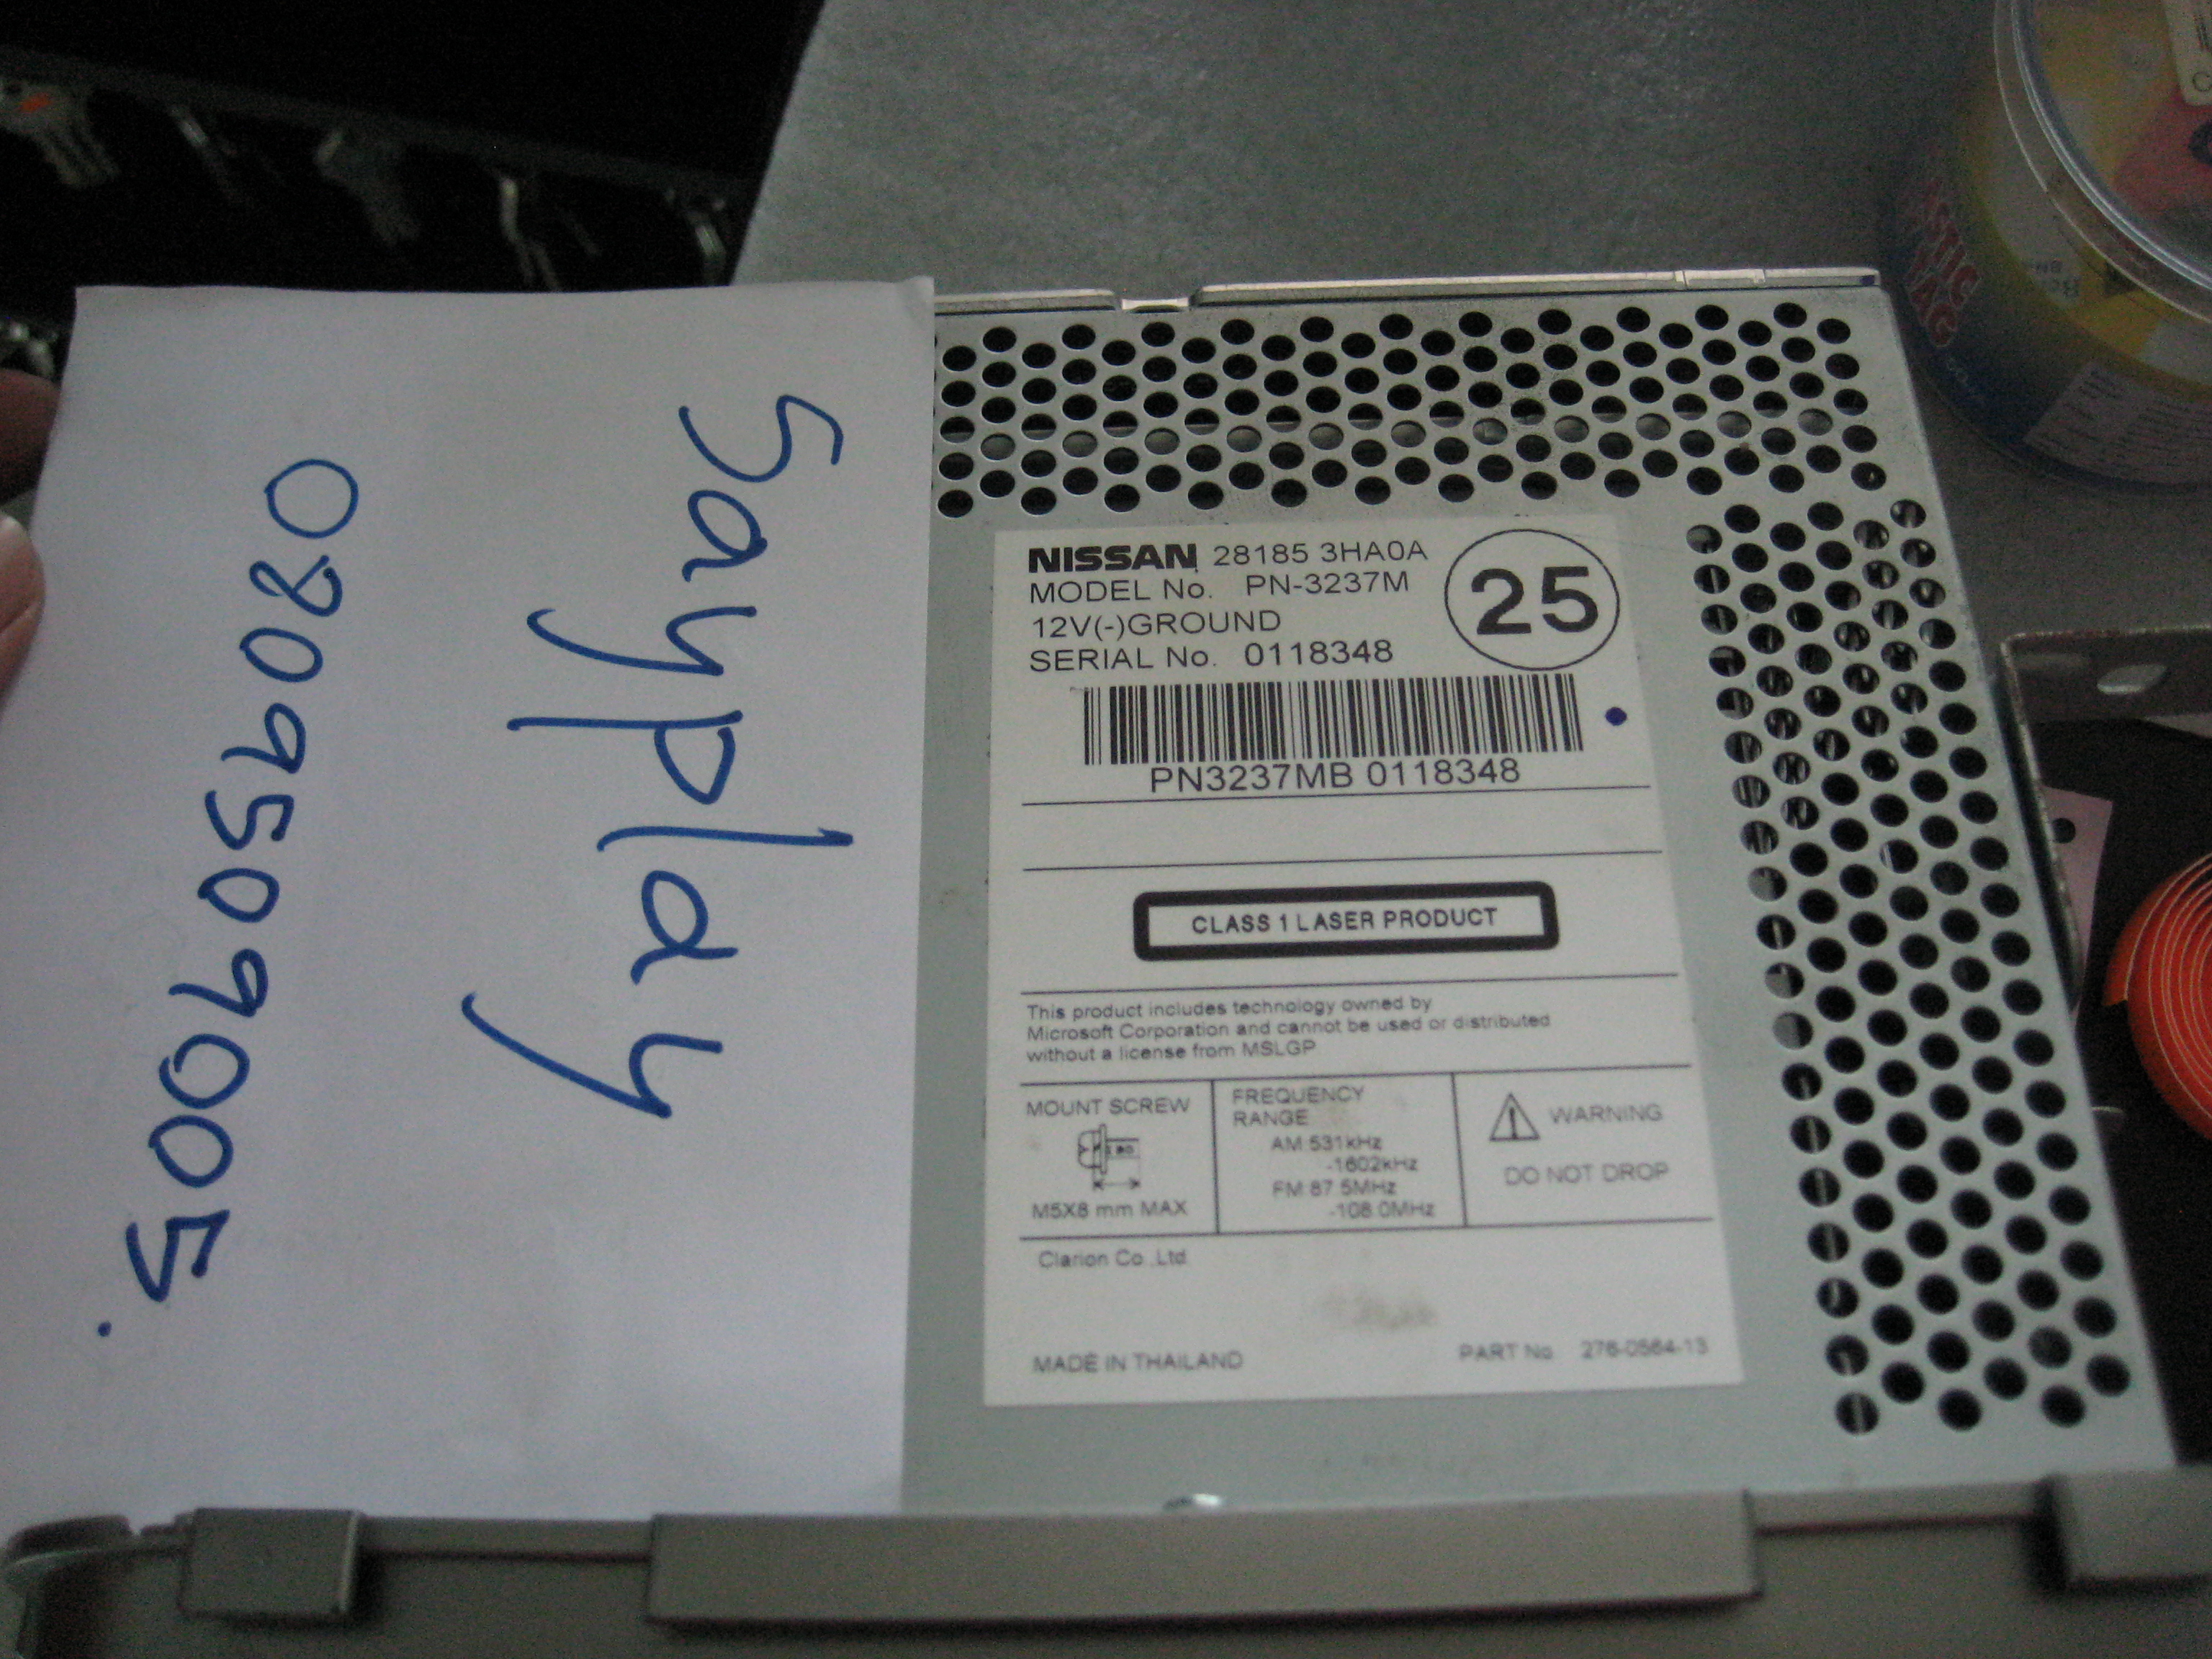 Sayplay
0809509005.
NISSAN 28185 3HA0A
MODEL No. PN-3237M
25
12V(-)GROUND
SERIAL No. 0118348
PN3237MB 0118348
CLASS 1 LASER PRODUCT
This product includes technology owned by
Microsoft Corporation and cannot be used or distributed
without a license from MSLGP
MOUNT SCREW
M5X8 mm MAX
FREQUENCY
RANGE
AM:531kHz
-1602kHz
FM:87.5MHz
-108.0MHz
WARNING
DO NOT DROP
Clarion Co.,Ltd
MADE IN THAILAND
PART No. 276-0564-13